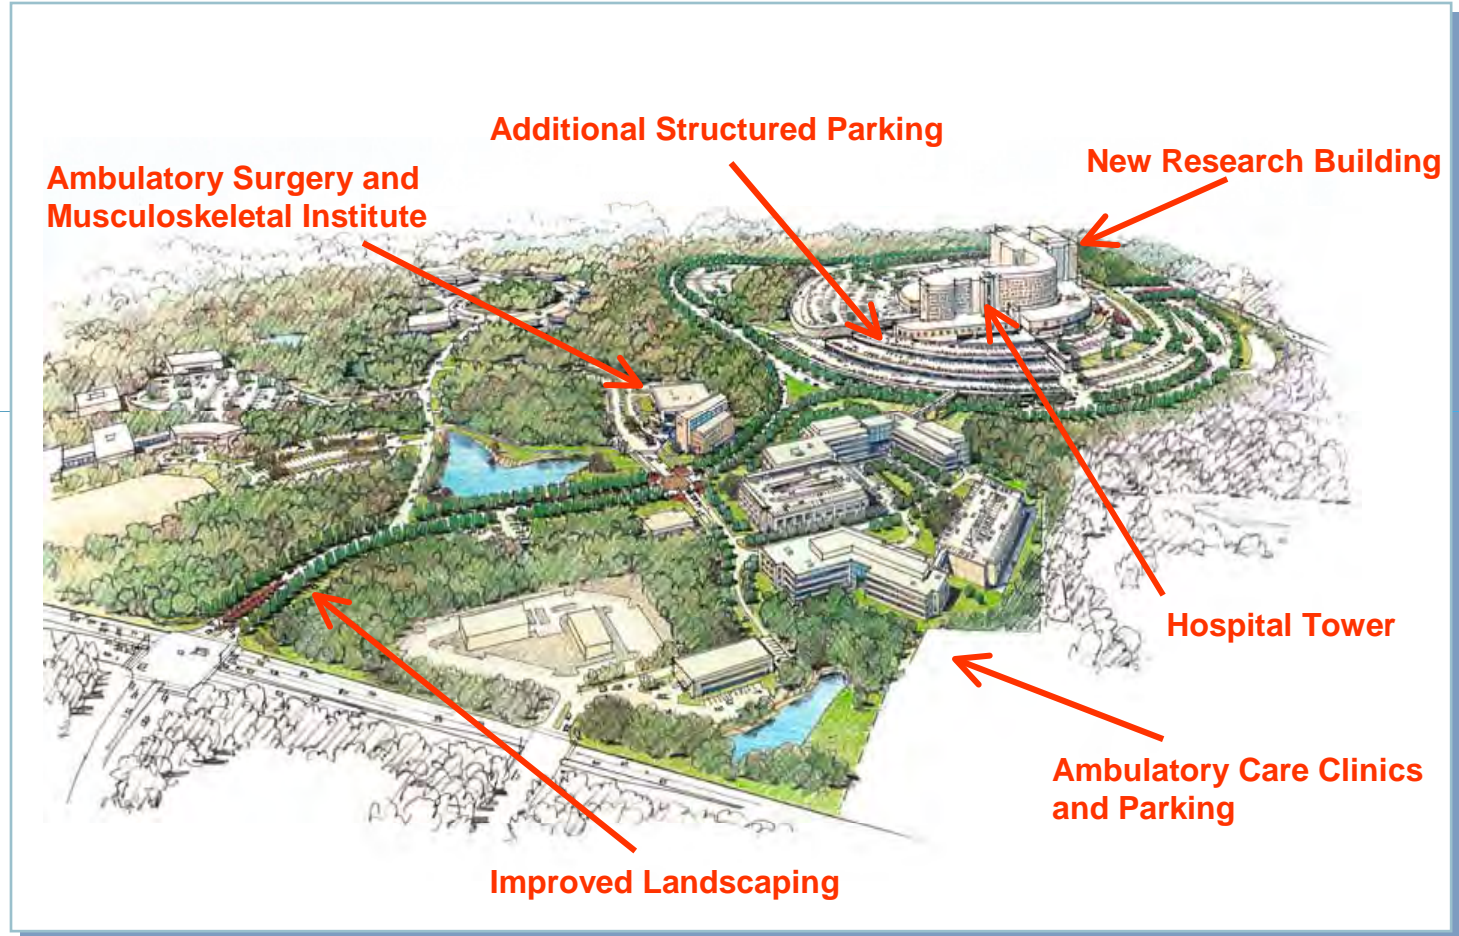 Additional Structured Parking
New Research Building
Ambulatory Surgery and
Musculoskeletal Institute
Hospital Tower
Ambulatory Care Clinics
and Parking
Improved Landscaping